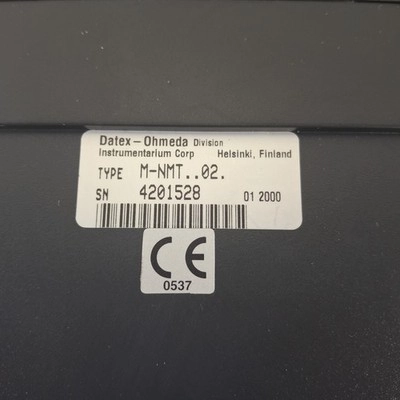 Datex-Ohmeda Division
Instrumentarium Corp Helsinki, Finland
TYPE M-NMT..02.
SN 4201528 01 2000
CE
0537